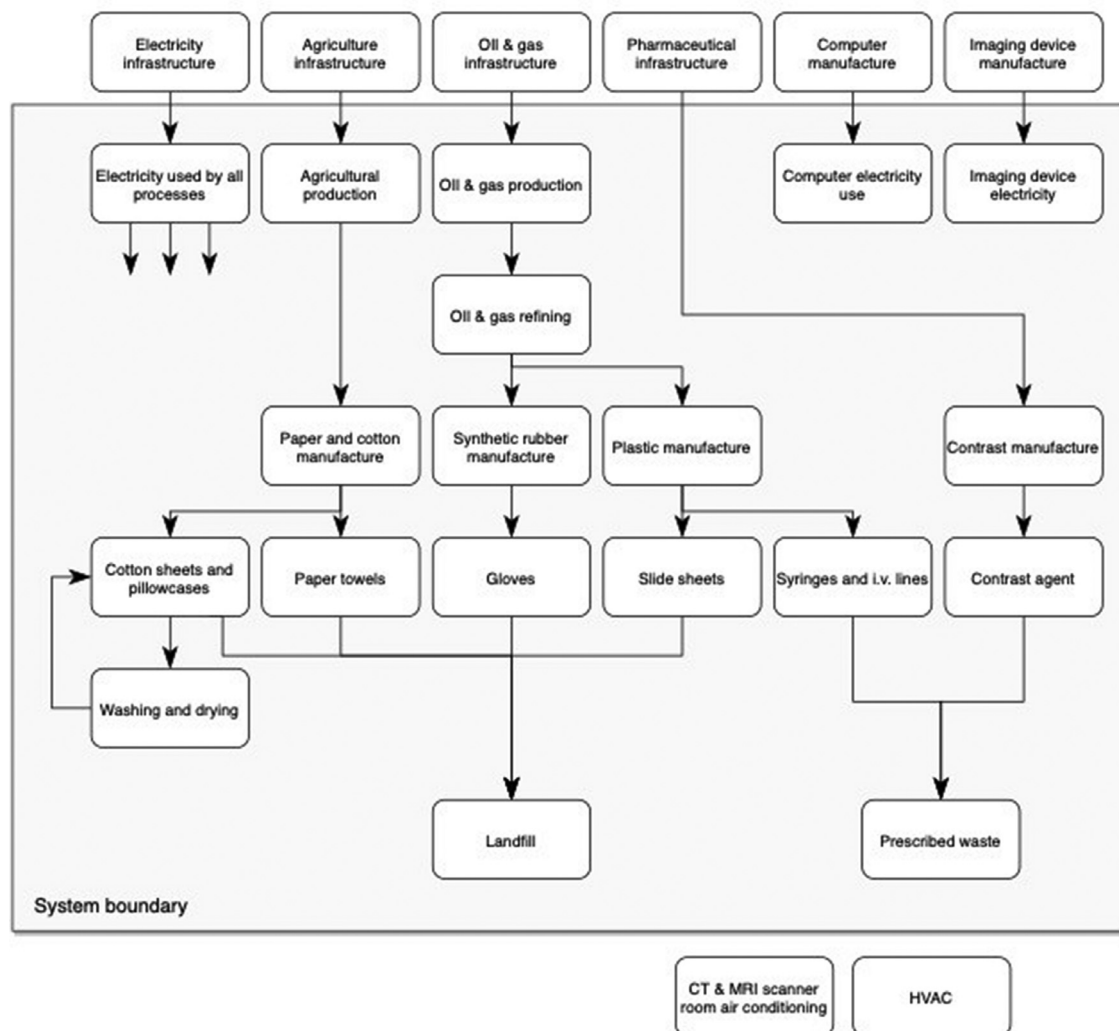 Electricity
infrastructure
Agriculture
infrastructure
Oll & gas
infrastructure
Pharmaceutical
infrastructure
Computer
manufacture
Imaging device
manufacture
Electricity used by all
processes
Agricultural
production
Oll & gas production
Computer electricity
use
Imaging device
electricity
Oll & gas refining
Paper and cotton
manufacture
Synthetic rubber
manufacture
Plastic manufacture
Contrast manufacture
Cotton sheets and
pillowcases
Paper towels
Gloves
Slide sheets
Syringes and i.v. lines
Contrast agent
Washing and drying
Landfill
Prescribed waste
System boundary
CT & MRI scanner
room air conditioning
HVAC